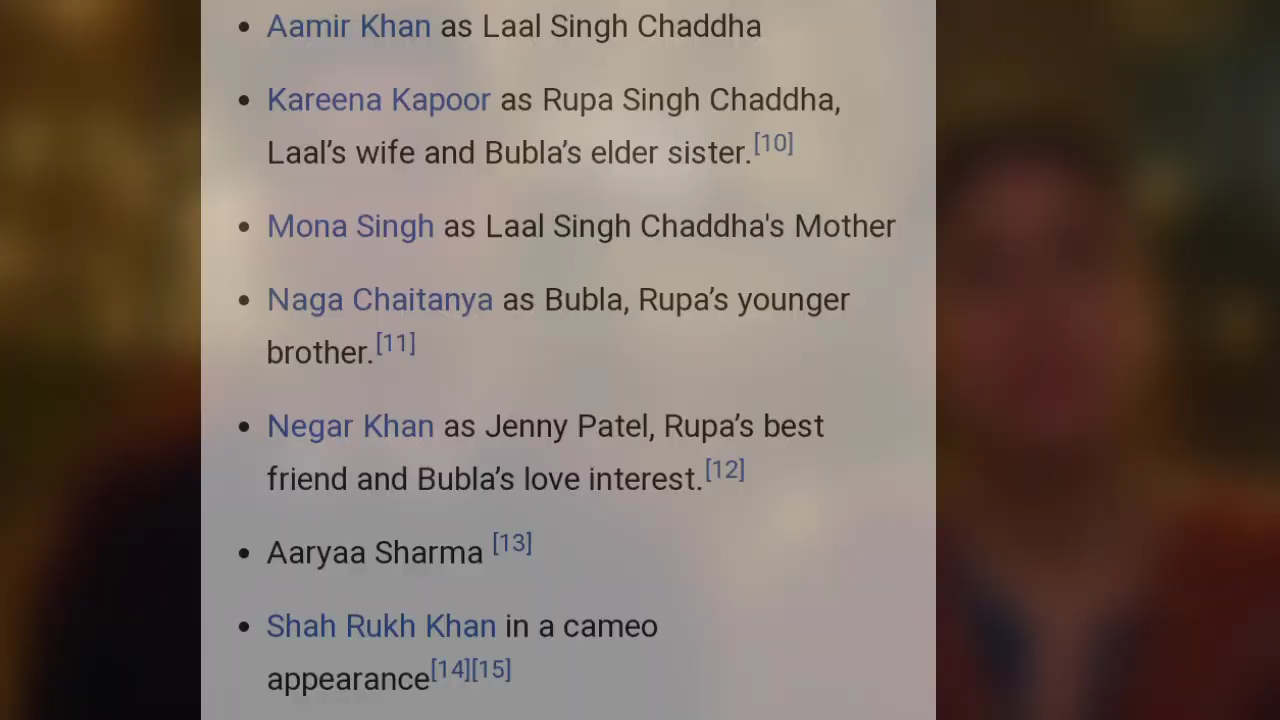 Aamir Khan as Laal Singh Chaddha
Kareena Kapoor as Rupa Singh Chaddha,
Laal’s wife and Bubla’s elder sister.[10]
Mona Singh as Laal Singh Chaddha's Mother
Naga Chaitanya as Bubla, Rupa’s younger
brother.[11]
Negar Khan as Jenny Patel, Rupa’s best
friend and Bubla’s love interest.[12]
Aaryaa Sharma [13]
Shah Rukh Khan in a cameo
appearance[14][15]